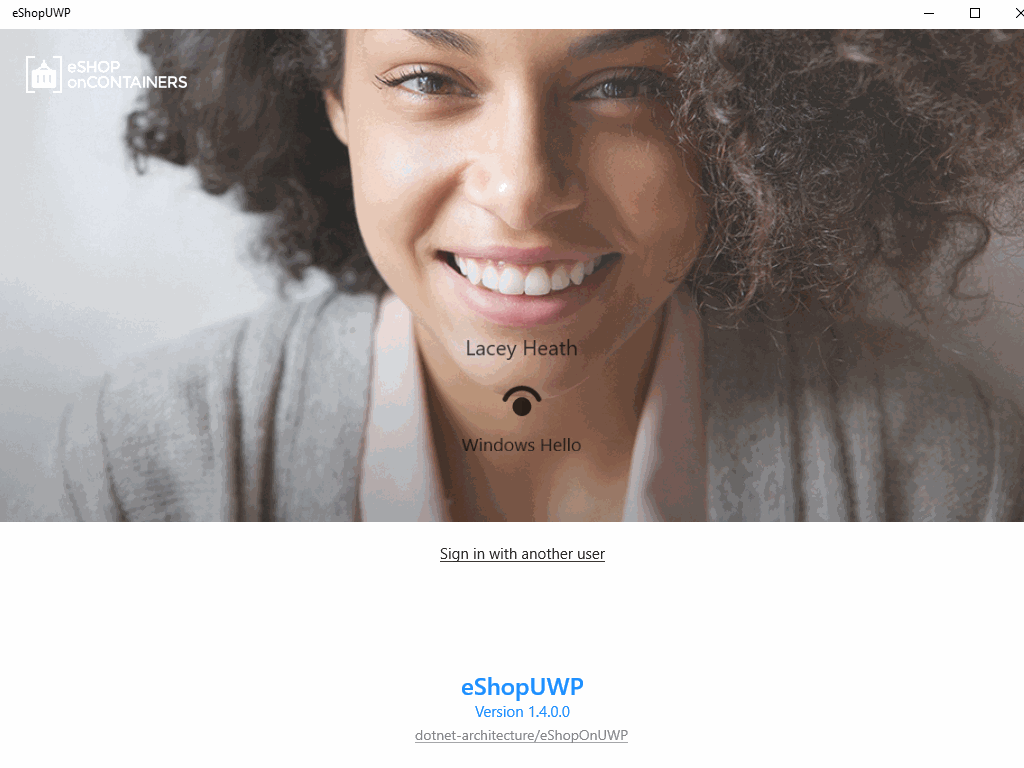 eShopUWP
eSHOP
onCONTAINERS
Lacey Heath
Windows Hello
Sign in with another user
eShopUWP
Version 1.4.0.0
dotnet-architecture/eShopOnUWP